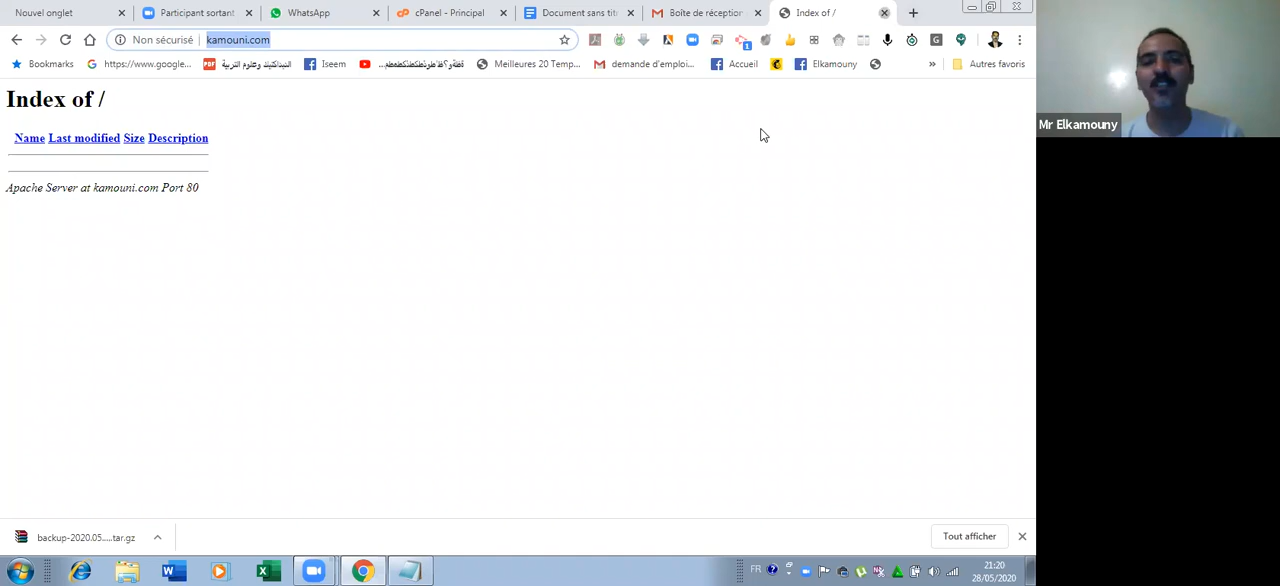 Nouvel onglet
Participant sortant
WhatsApp
cPanel - Principal
Document sans tit
Boîte de réception
Index of /
Non sécurisé | kamouni.com
Bookmarks
https://www.google...
الديداكتيك وعلوم التربية
Iseem
Meilleures 20 Temp...
demande d'emploi...
Accueil
Elkamouny
»
Autres favoris
Index of /
Name Last modified Size Description
Apache Server at kamouni.com Port 80
Mr Elkamouny
backup-2020.05.....tar.gz
Tout afficher
FR
21:20
28/05/2020